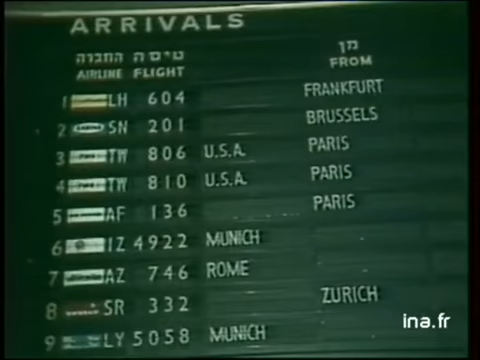 ARRIVALS
החברה טיסה מן
AIRLINE FLIGHT FROM
1 LH 604 FRANKFURT
2 SN 201 BRUSSELS
3 TW 806 U.S.A. PARIS
4 TW 810 U.S.A. PARIS
5 AF 136 PARIS
6 IZ 4922 MUNICH
7 AZ 746 ROME
8 SR 332 ZURICH
9 LY 5058 MUNICH
ina.fr